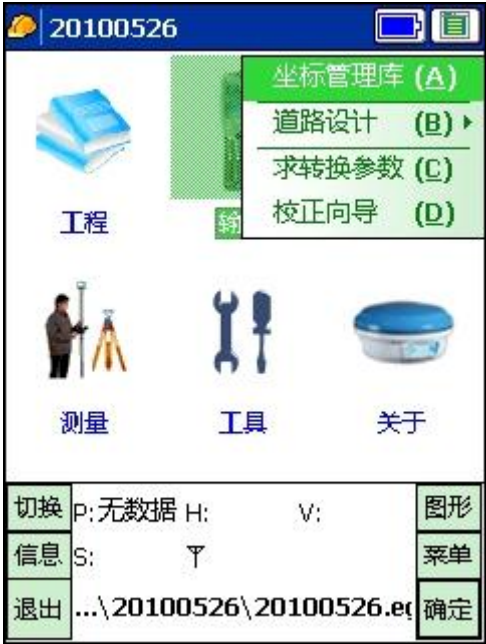 20100526
坐标管理库 (A)
道路设计 (B)
求转换参数 (C)
校正向导 (D)
工程
输
测量
工具
关于
切换 P:无数据 H: V: 图形
信息 S: 菜单
退出 ...\20100526\20100526.eg 确定